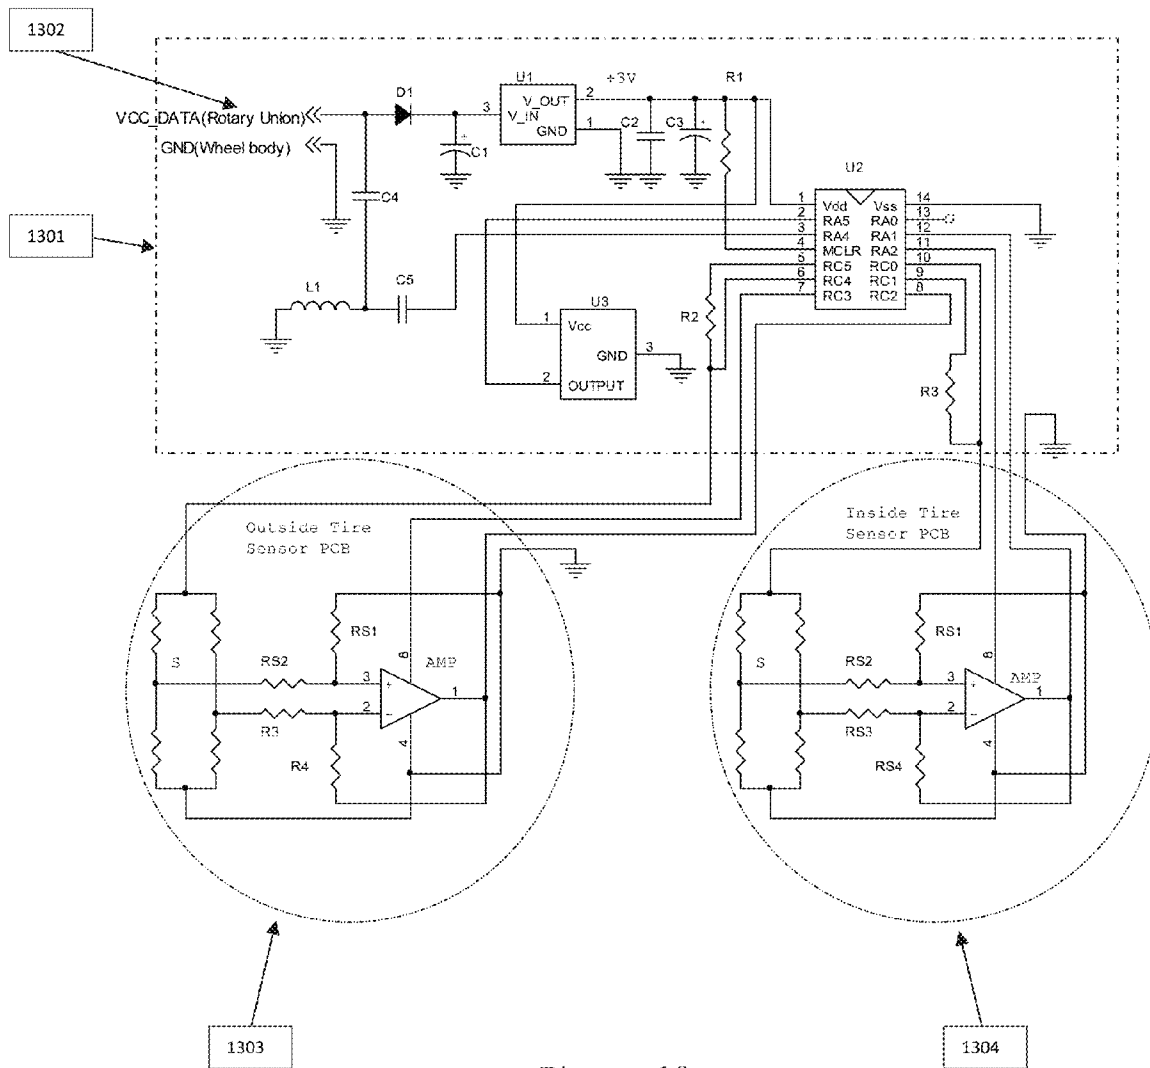 1302
VCC_DATA(Rotary Union)
GND(Wheel body)
1301
D1
3
U1
V_OUT
V_IN
GND
2
1
+3V
R1
C1
C2
C3
C4
L1
C5
U2
1 Vdd Vss 14
2 RA5 RA0 13
3 RA4 RA1 12
4 MCLR RA2 11
5 RC5 RC0 10
6 RC4 RC1 9
7 RC3 RC2 8
U3
1 Vcc
GND 3
2 OUTPUT
R2
R3
Outside Tire
Sensor PCB
S
RS1
RS2
R3
R4
AMP
8
3
+
2
-
1
4
Inside Tire
Sensor PCB
S
RS1
RS2
RS3
RS4
AMP
8
3
+
2
-
1
4
1303
1304